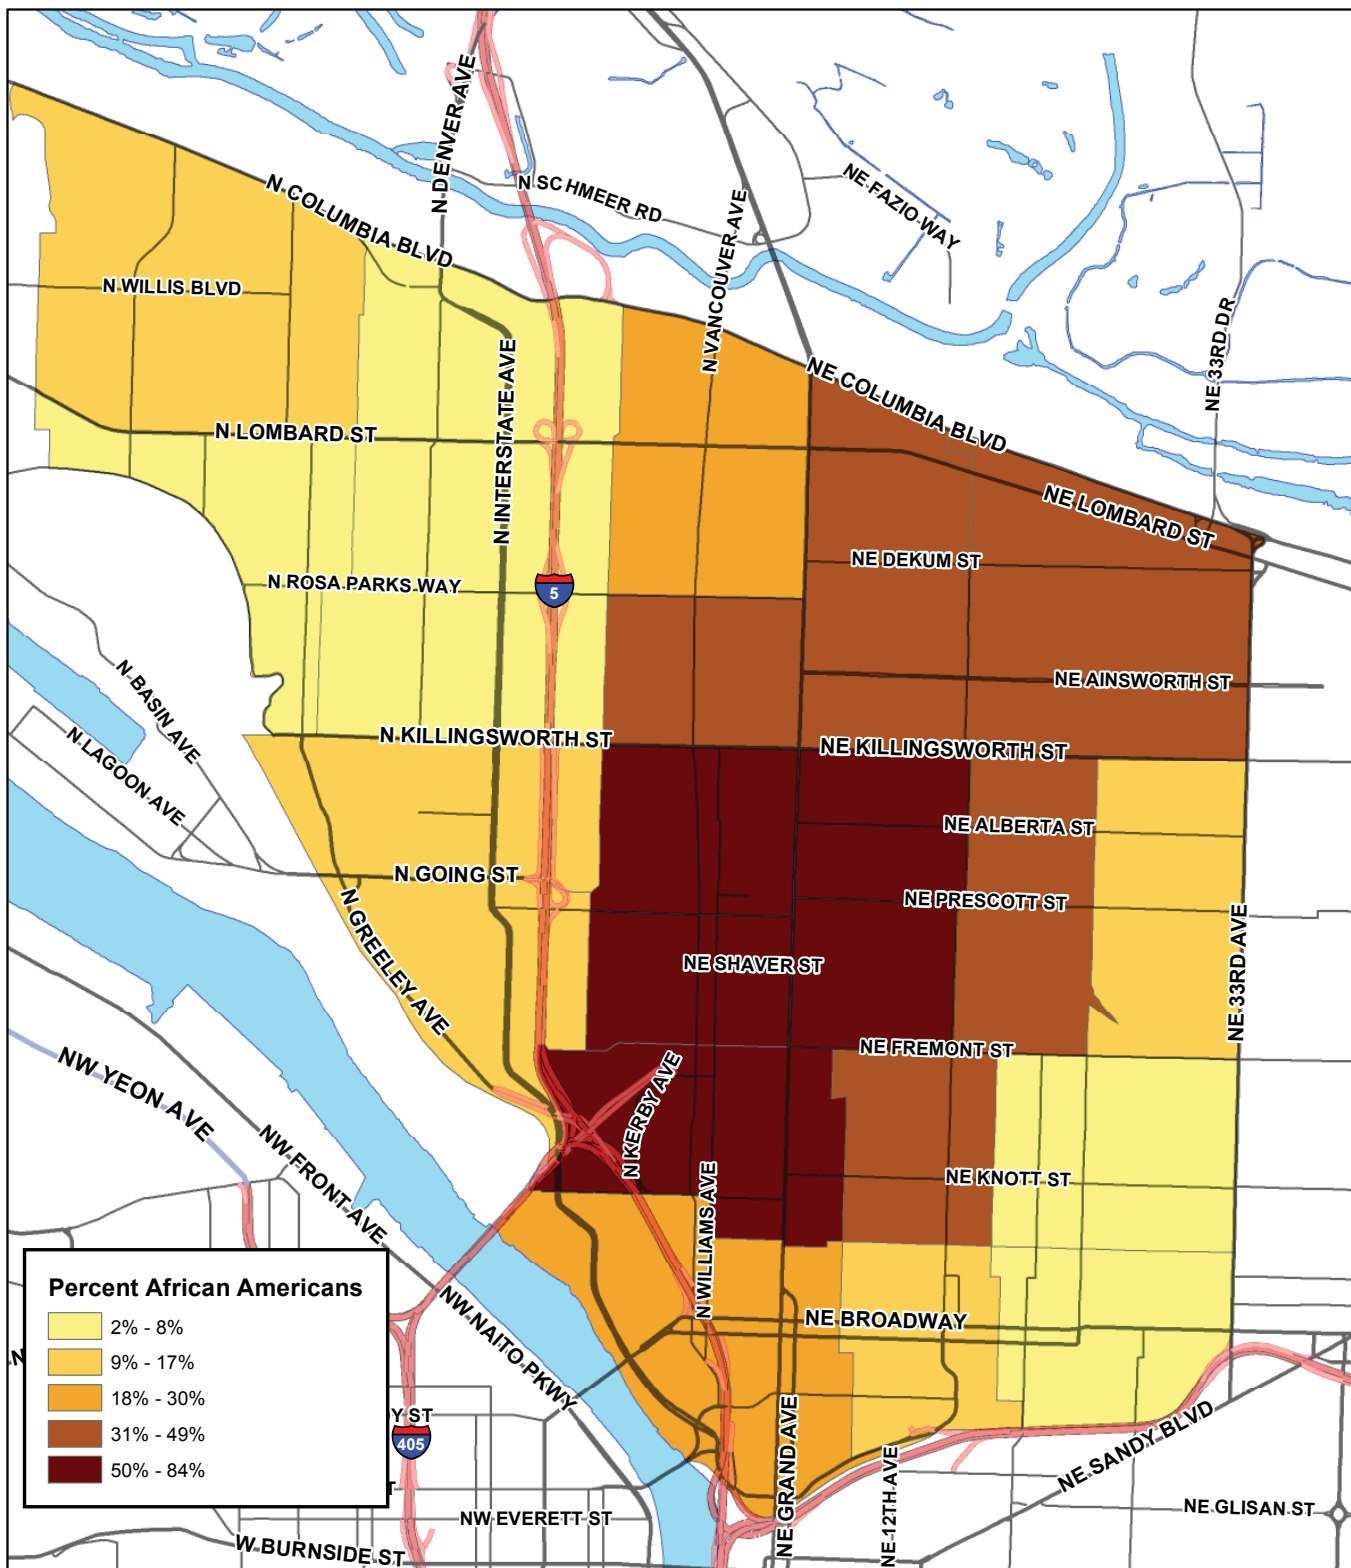 N DENVER AVE
N SCHMEER RD
NE FAZIO WAY
N COLUMBIA BLVD
N VANCOUVER AVE
N WILLIS BLVD
NE 33RD DR
N INTERSTATE AVE
NE COLUMBIA BLVD
N LOMBARD ST
NE LOMBARD ST
NE DEKUM ST
N ROSA PARKS WAY
5
N BASIN AVE
NE AINSWORTH ST
N LAGOON AVE
N KILLINGSWORTH ST
NE KILLINGSWORTH ST
NE ALBERTA ST
N GOING ST
NE PRESCOTT ST
N GREELEY AVE
NE SHAVER ST
NE 33RD AVE
NE FREMONT ST
NW YEON AVE
N KERBY AVE
NW FRONT AVE
NE KNOTT ST
N WILLIAMS AVE
NE BROADWAY
NW NAITO PKWY
Percent African Americans
2% - 8%
9% - 17%
18% - 30%
31% - 49%
50% - 84%
ST
405
NE GRAND AVE
NE 12TH AVE
NE SANDY BLVD
NE GLISAN ST
NW EVERETT ST
W BURNSIDE ST